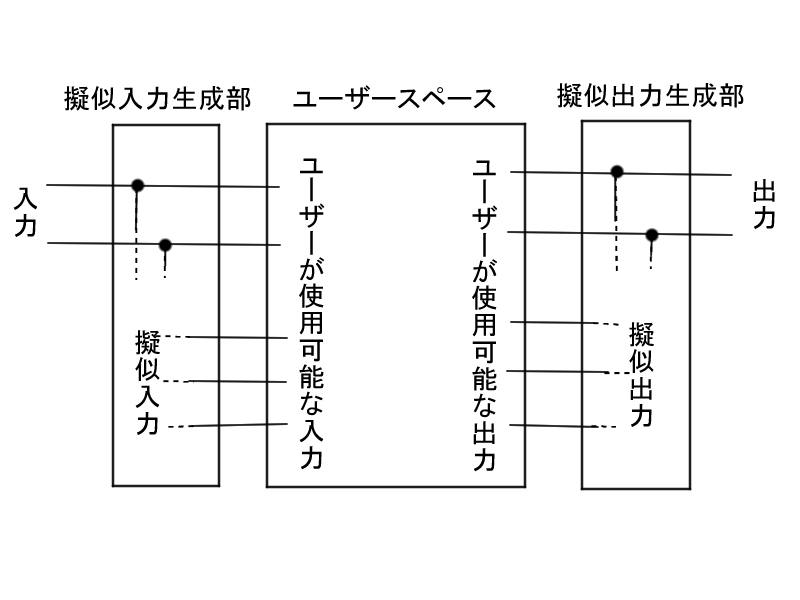 擬似入力生成部
ユーザースペース
擬似出力生成部
入力
擬似入力
ユーザーが使用可能な入力
ユーザーが使用可能な出力
擬似出力
出力